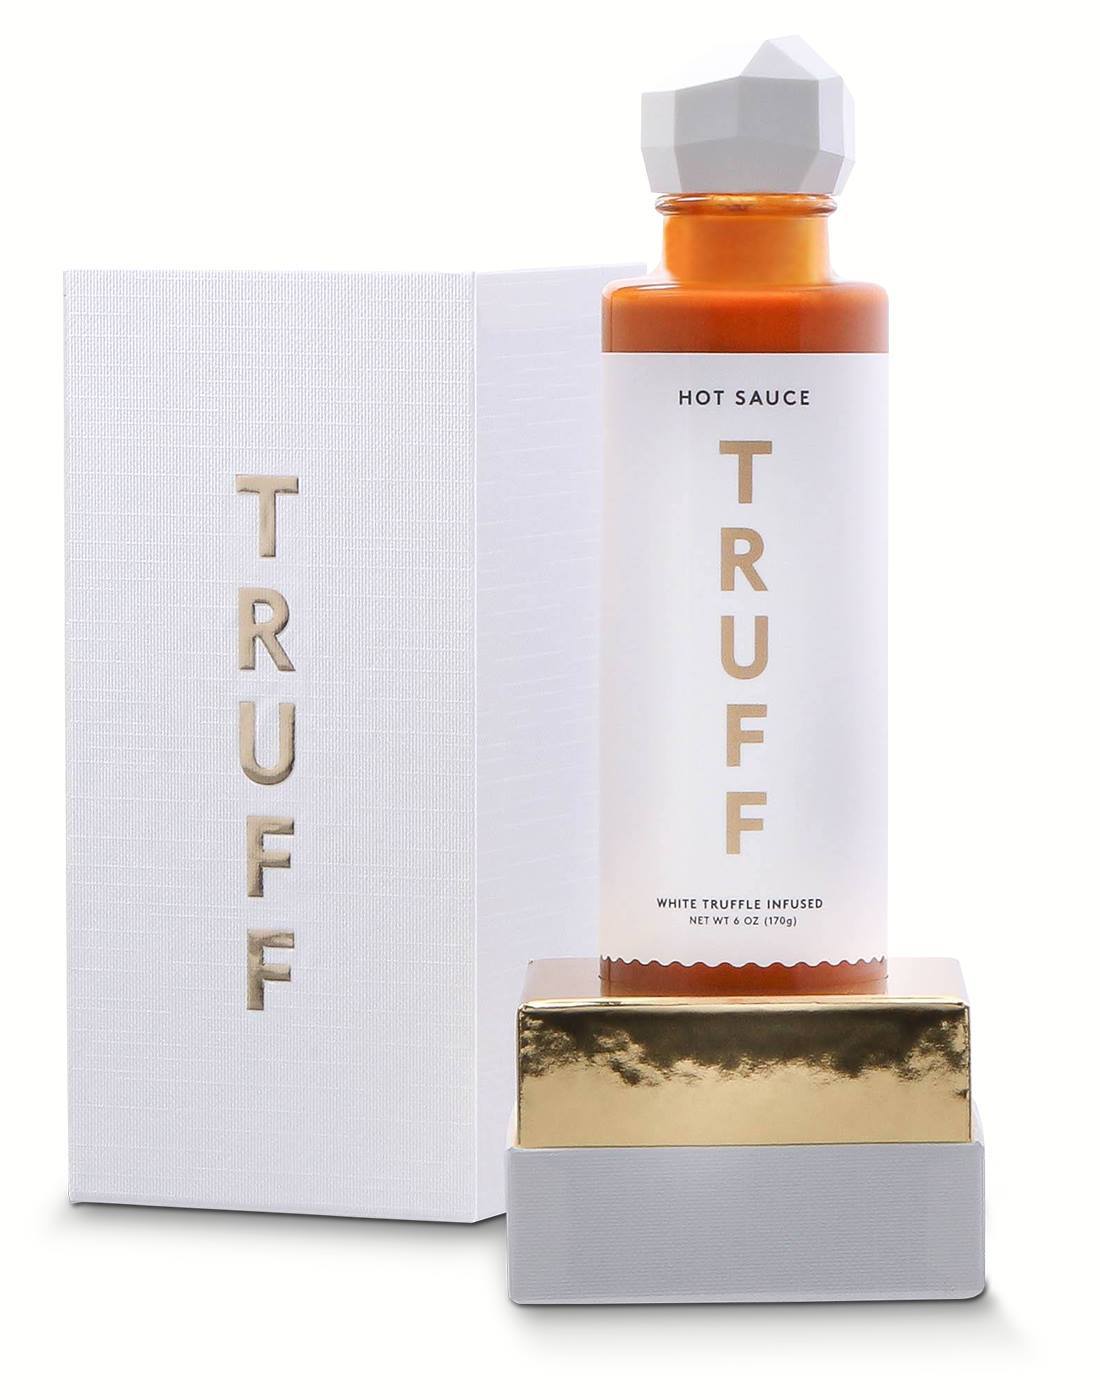 TRUFF
HOT SAUCE
TRUFF
WHITE TRUFFLE INFUSED
NET WT 6 OZ (170g)